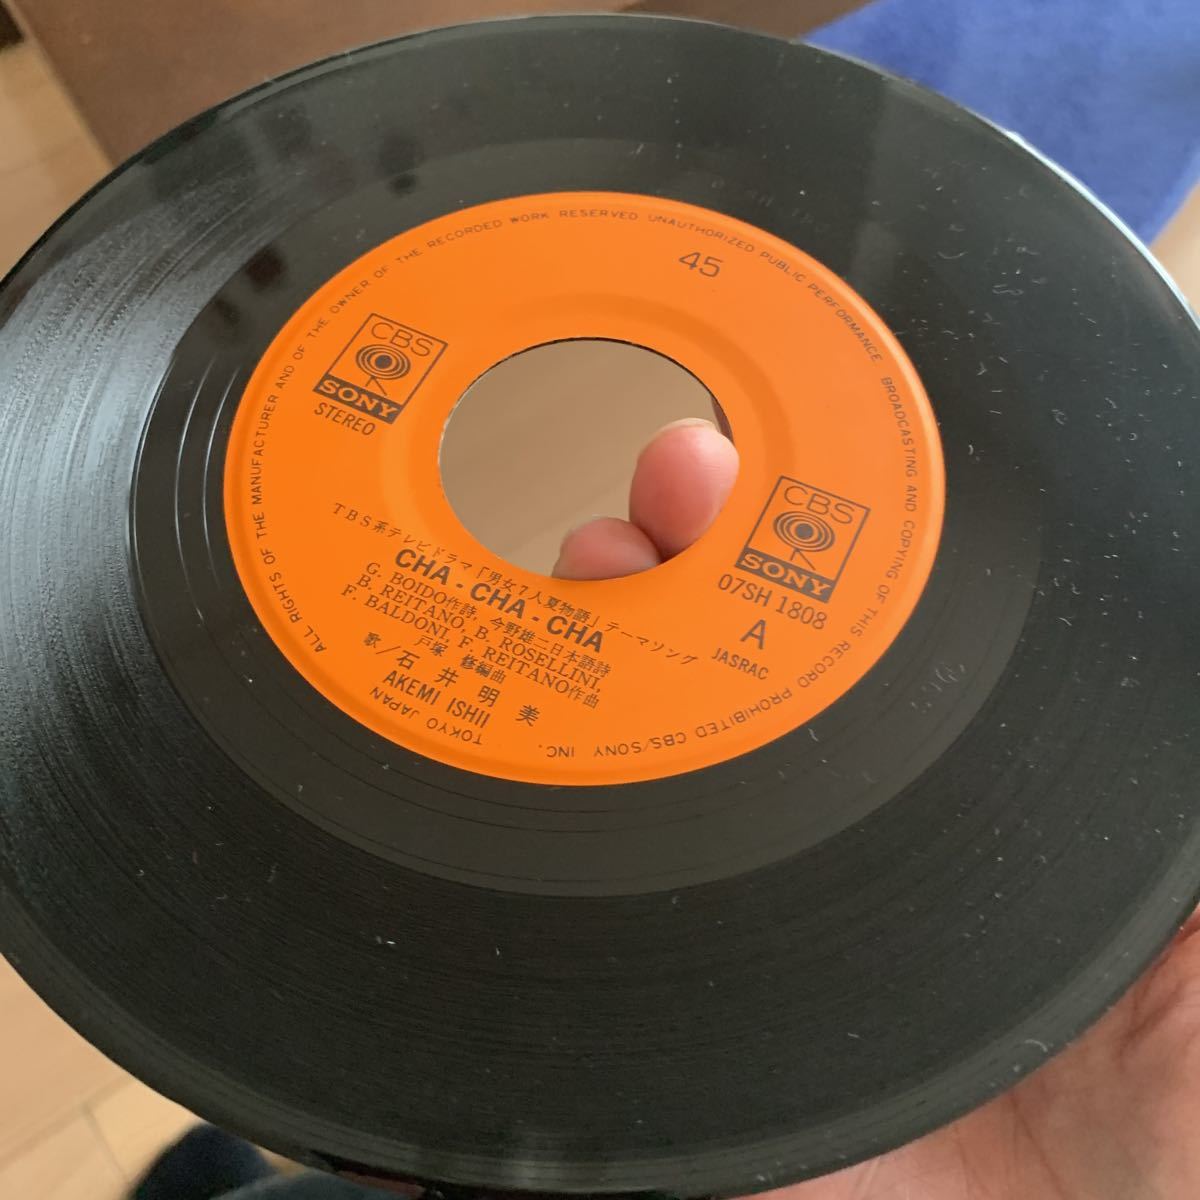 45
CBS
SONY
STEREO
CBS
SONY
07SH 1808
A
JASRAC
TBS系テレビドラマ「男女7人夏物語」テーマソング
CHA-CHA-CHA
G. BOIDO作詩, 今野雄二日本語詩
B. REITANO, B. ROSELLINI,
F. BALDONI, F. REITANO作曲
戸塚 修編曲
歌/石井明美
AKEMI ISHII
ALL RIGHTS OF THE MANUFACTURER AND OF THE OWNER OF THE RECORDED WORK RESERVED UNAUTHORIZED PUBLIC PERFORMANCE BROADCASTING AND COPYING OF THIS RECORD PROHIBITED CBS/SONY INC. TOKYO JAPAN